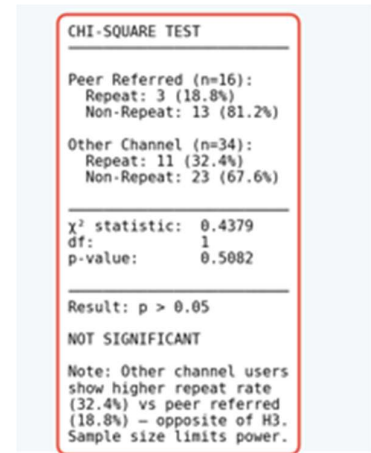 CHI-SQUARE TEST
Peer Referred (n=16):
Repeat: 3 (18.8%)
Non-Repeat: 13 (81.2%)
Other Channel (n=34):
Repeat: 11 (32.4%)
Non-Repeat: 23 (67.6%)
χ² statistic: 0.4379
df: 1
p-value: 0.5082
Result: p > 0.05
NOT SIGNIFICANT
Note: Other channel users
show higher repeat rate
(32.4%) vs peer referred
(18.8%) — opposite of H3.
Sample size limits power.